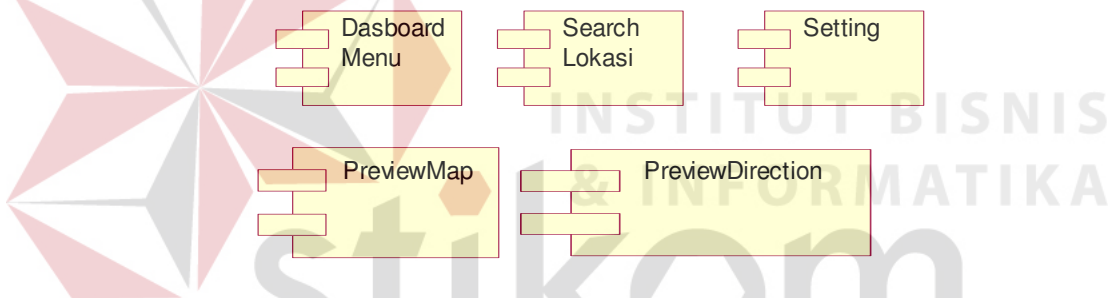 Dasboard
Menu
Search
Lokasi
Setting
INSTITUT BISNIS
& INFORMATIKA
PreviewMap
PreviewDirection
stikom